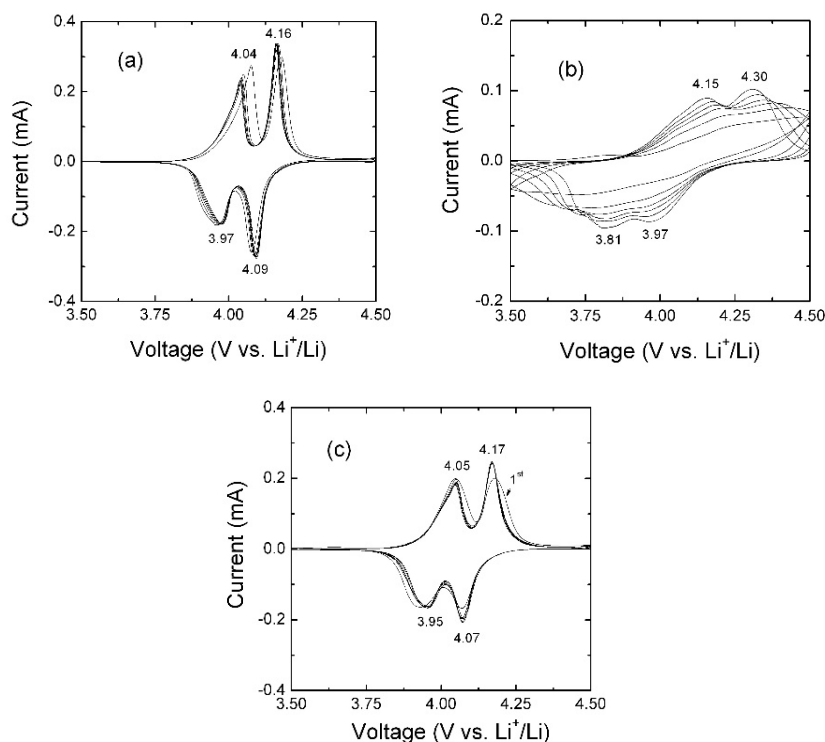 (a)
4.04
4.16
0.4
0.2
0.0
-0.2
-0.4
3.97
4.09
3.50 3.75 4.00 4.25 4.50
Current (mA)
Voltage (V vs. Li⁺/Li)
(b)
4.15
4.30
0.2
0.1
0.0
-0.1
0.2
3.81
3.97
3.50 3.75 4.00 4.25 4.50
Current (mA)
Voltage (V vs. Li⁺/Li)
(c)
4.05
4.17
1ˢᵗ
0.4
0.2
0.0
-0.2
-0.4
3.95
4.07
3.50 3.75 4.00 4.25 4.50
Current (mA)
Voltage (V vs. Li⁺/Li)